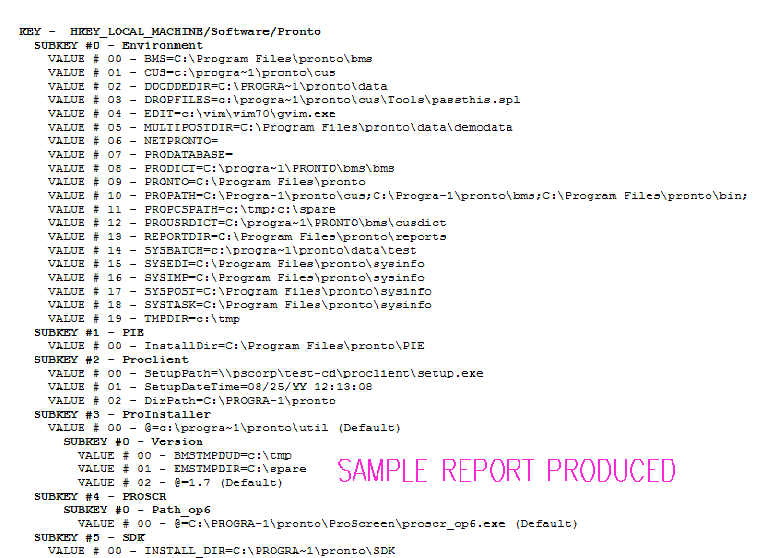 KEY - HKEY_LOCAL_MACHINE/Software/Pronto
SUBKEY #0 - Environment
VALUE # 00 - BMS=C:\Program Files\pronto\bms
VALUE # 01 - CUS=c:\progra~1\pronto\cus
VALUE # 02 - DOCDDEDIR=C:\PROGRA~1\pronto\data
VALUE # 03 - DROPFILES=c:\progra~1\pronto\cus\Tools\passthis.spl
VALUE # 04 - EDIT=c:\vim\vim70\gvim.exe
VALUE # 05 - MULTIPOSTDIR=C:\Program Files\pronto\data\demodata
VALUE # 06 - NETPRONTO=
VALUE # 07 - PRODATABASE=
VALUE # 08 - PRODICT=C:\progra~1\PRONTO\bms\bms
VALUE # 09 - PRONTO=C:\Program Files\pronto
VALUE # 10 - PROPATH=C:\Progra~1\pronto\cus;C:\Progra~1\pronto\bms;C:\Program Files\pronto\bin;
VALUE # 11 - PROPCSPATH=c:\tmp;c:\spare
VALUE # 12 - PROUSRDICT=C:\progra~1\PRONTO\bms\cusdict
VALUE # 13 - REPORTDIR=C:\Program Files\pronto\reports
VALUE # 14 - SYSBATCH=c:\progra~1\pronto\data\test
VALUE # 15 - SYSEDI=C:\Program Files\pronto\sysinfo
VALUE # 16 - SYSIMP=C:\Program Files\pronto\sysinfo
VALUE # 17 - SYSPOST=C:\Program Files\pronto\sysinfo
VALUE # 18 - SYSTASK=C:\Program Files\pronto\sysinfo
VALUE # 19 - TMPDIR=c:\tmp
SUBKEY #1 - PIE
VALUE # 00 - InstallDir=C:\Program Files\pronto\PIE
SUBKEY #2 - Proclient
VALUE # 00 - SetupPath=\\pscorp\test-cd\proclient\setup.exe
VALUE # 01 - SetupDateTime=08/25/YY 12:13:08
VALUE # 02 - DirPath=C:\PROGRA~1\pronto
SUBKEY #3 - ProInstaller
VALUE # 00 - @=c:\progra~1\pronto\util (Default)
SUBKEY #0 - Version
VALUE # 00 - BMSTMPDUD=c:\tmp
VALUE # 01 - EMSTMPDIR=C:\spare
VALUE # 02 - @=1.7 (Default)
SAMPLE REPORT PRODUCED
SUBKEY #4 - PROSCR
SUBKEY #0 - Path_op6
VALUE # 00 - @=C:\PROGRA~1\pronto\ProScreen\proscr_op6.exe (Default)
SUBKEY #5 - SDK
VALUE # 00 - INSTALL_DIR=C:\PROGRA~1\pronto\SDK